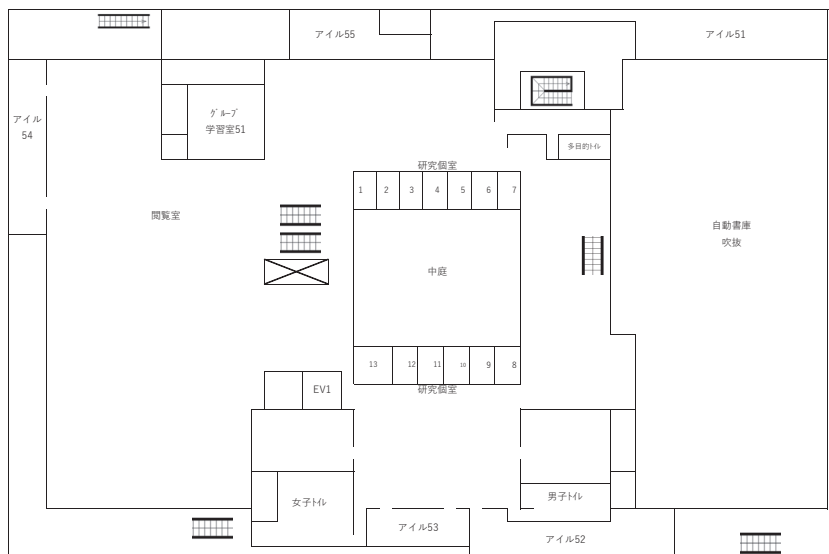 アイル55
アイル51
アイル
54
グループ
学習室51
多目的トイレ
研究個室
1 2 3 4 5 6 7
閲覧室
自動書庫
吹抜
中庭
13 12 11 10 9 8
研究個室
EV1
女子トイレ
男子トイレ
アイル53
アイル52